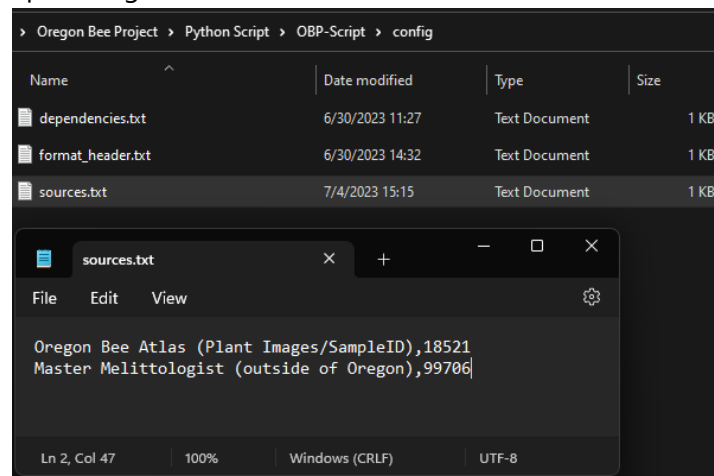 Oregon Bee Project > Python Script > OBP-Script > config
Name Date modified Type Size
dependencies.txt 6/30/2023 11:27 Text Document 1 KB
format_header.txt 6/30/2023 14:32 Text Document 1 KB
sources.txt 7/4/2023 15:15 Text Document 1 KB
sources.txt
File Edit View
Oregon Bee Atlas (Plant Images/SampleID),18521
Master Melittologist (outside of Oregon),99706
Ln 2, Col 47 100% Windows (CRLF) UTF-8